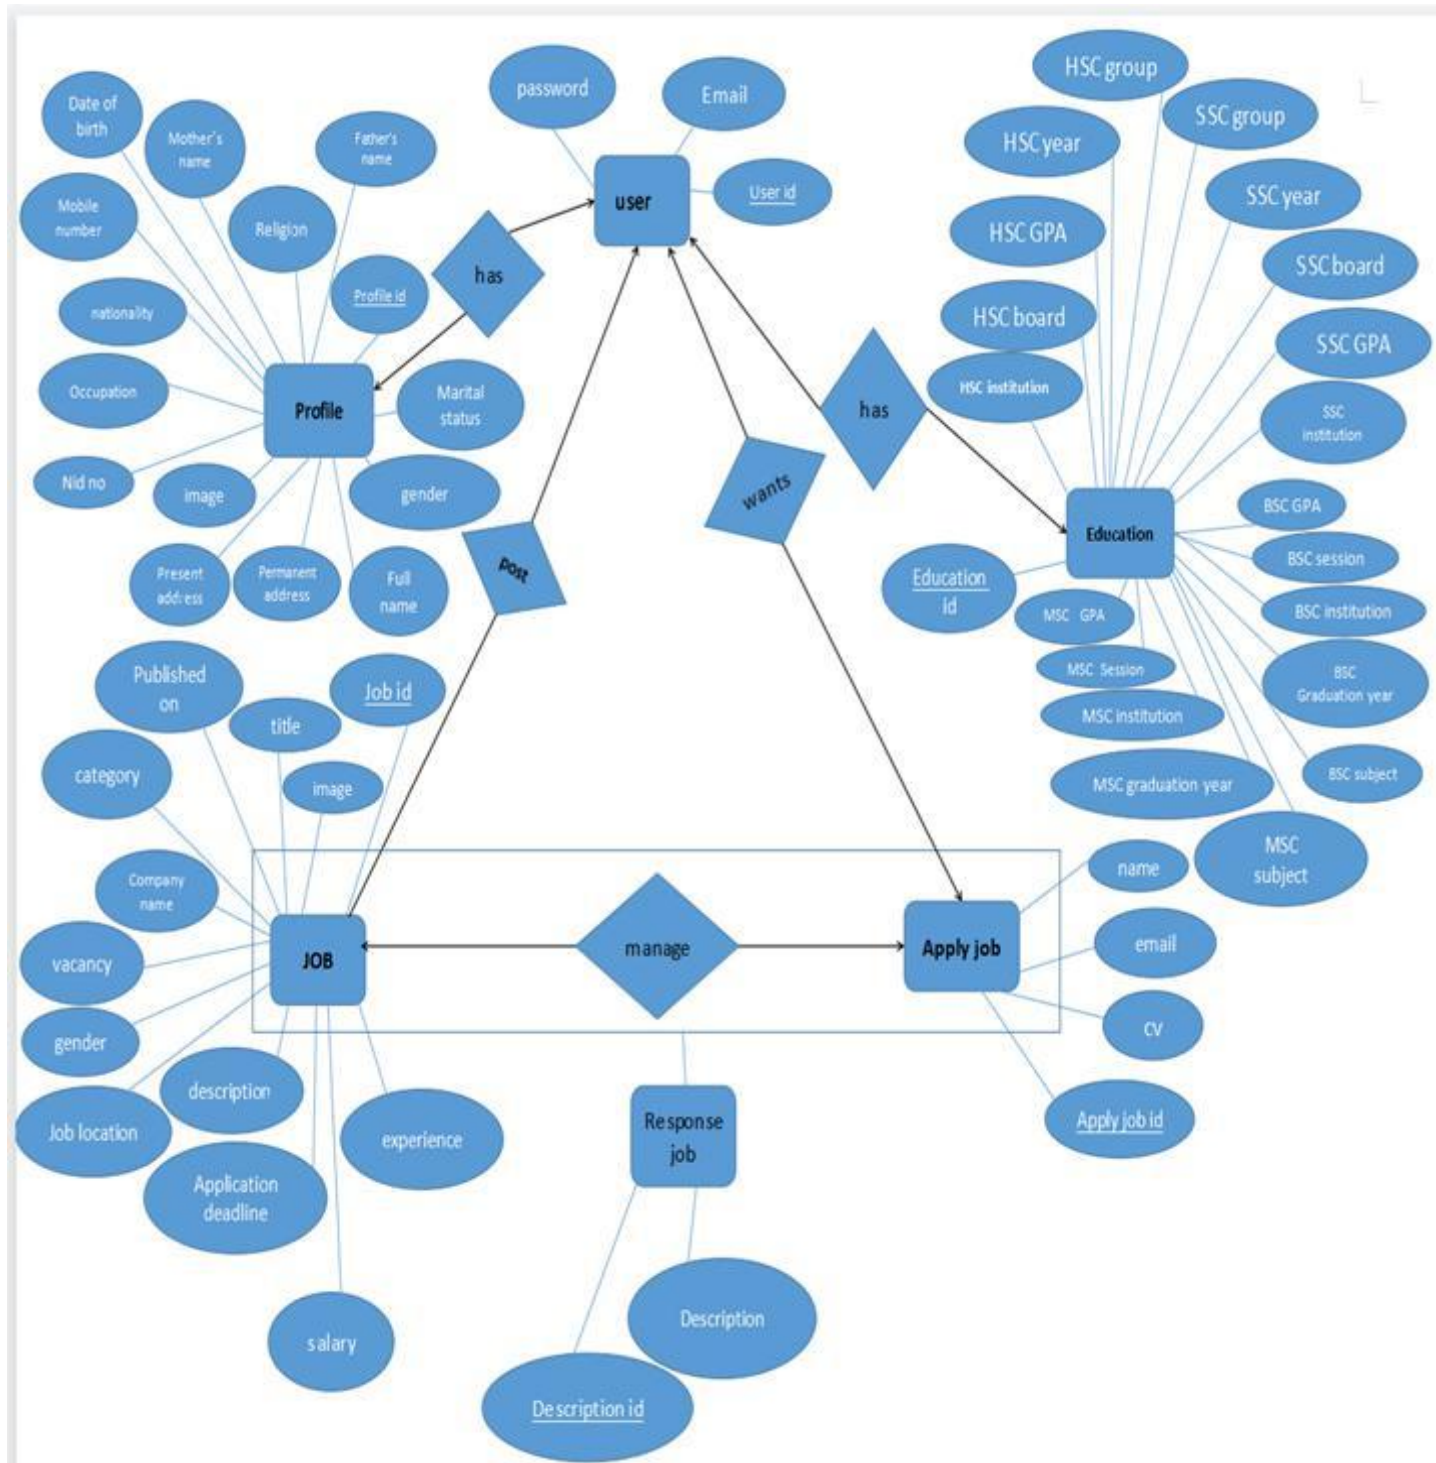 password
Email
User id
user
has
Date of
birth
Mother's
name
Father's
name
Mobile
number
Religion
Profile id
nationality
Occupation
Profile
Marital
status
Nid no
image
gender
Present
address
Permanent
address
Full
name
post
wants
has
HSC group
SSC group
HSC year
SSC year
HSC GPA
SSC board
HSC board
SSC GPA
HSC institution
SSC
institution
Education
BSC GPA
BSC session
Education
id
MSC GPA
BSC institution
MSC Session
BSC
Graduation year
MSC institution
MSC graduation year
BSC subject
MSC
subject
Published
on
title
Job id
category
image
Company
name
vacancy
JOB
manage
Apply job
name
email
CV
Apply job id
gender
description
Job location
experience
Application
deadline
salary
Response
job
Description
Description id